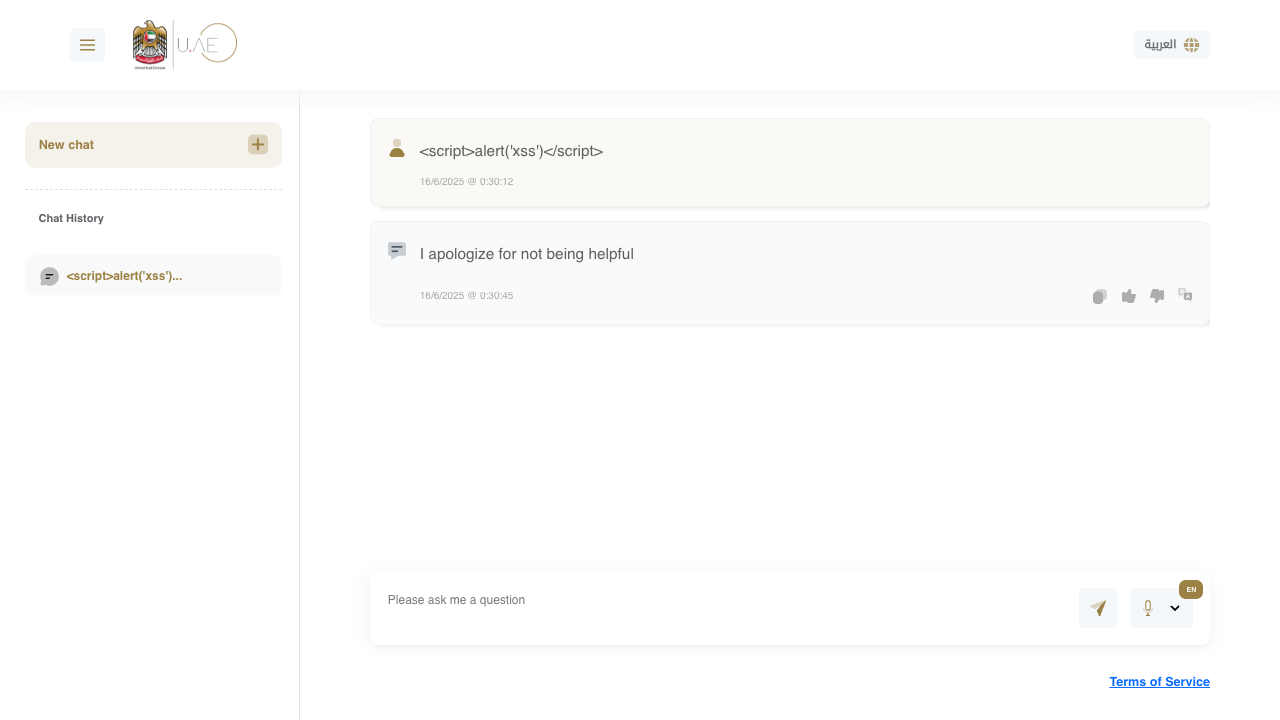 U.AE
العربية
New chat
Chat History
<script>alert('xss')...
<script>alert('xss')</script>
16/6/2025 @ 0:30:12
I apologize for not being helpful
16/6/2025 @ 0:30:45
Please ask me a question
EN
Terms of Service